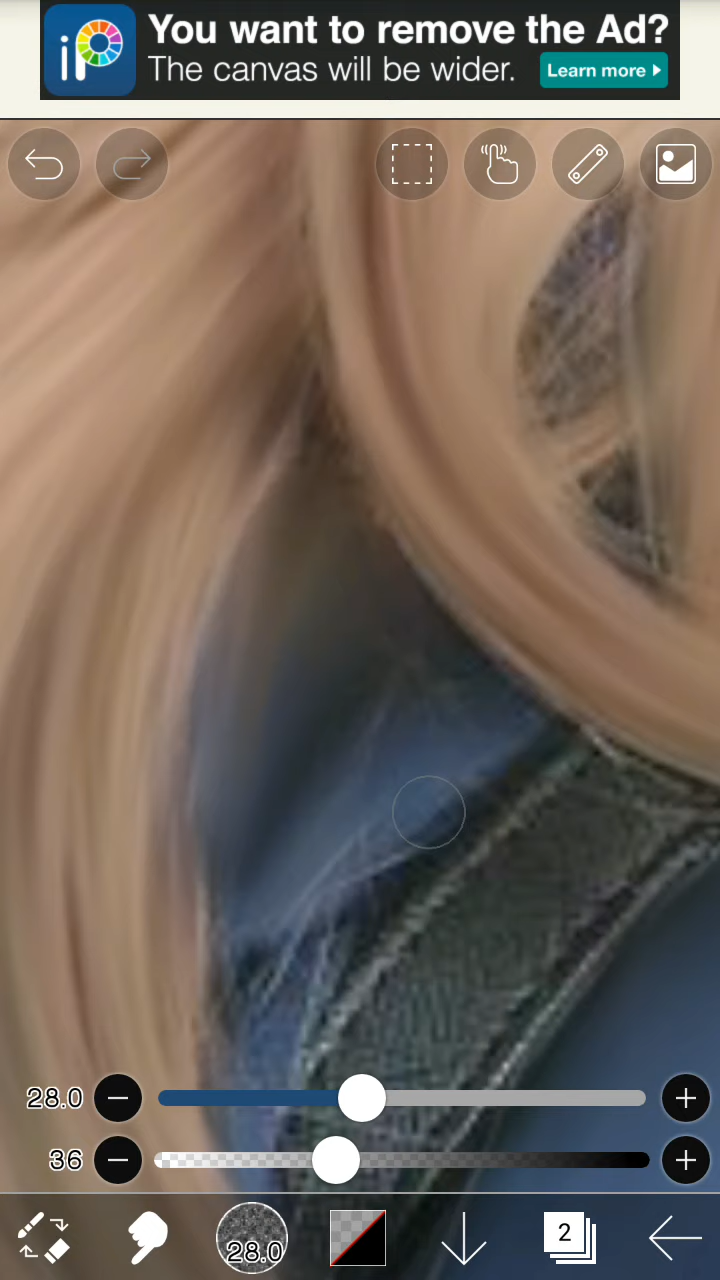 iP
You want to remove the Ad?
The canvas will be wider.
Learn more
28.0
36
28.0
2